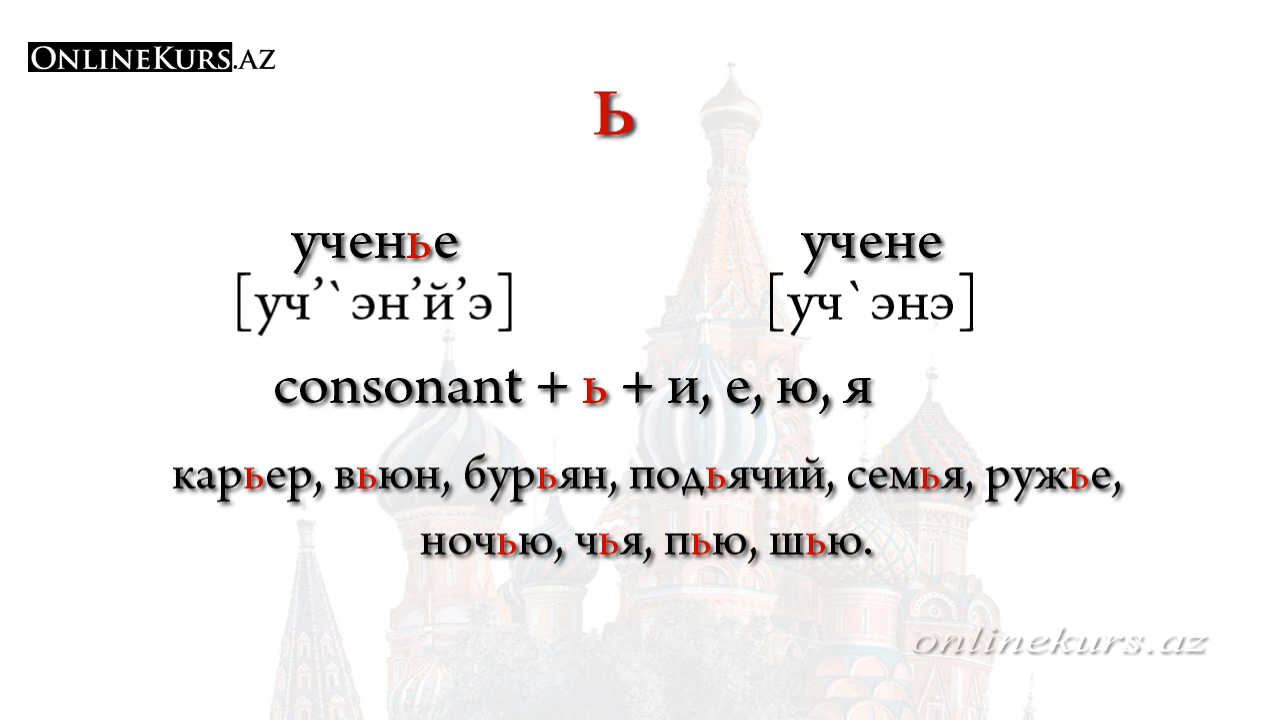 ONLINEKURS.AZ
ь
ученье учене
[уч’`эн’й’э] [уч`энэ]
consonant + ь + и, е, ю, я
карьер, вьюн, бурьян, подьячий, семья, ружье,
ночью, чья, пью, шью.
onlinekurs.az